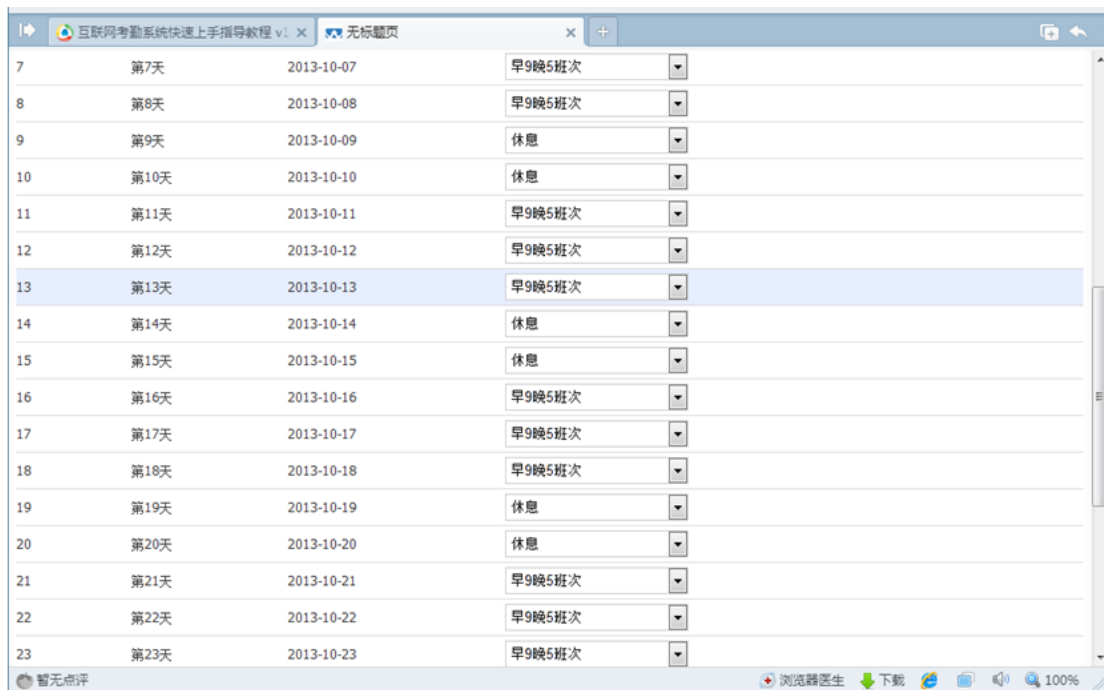 互联网考勤系统快速上手指导教程 v1 无标题页
7 第7天 2013-10-07 早9晚5班次
8 第8天 2013-10-08 早9晚5班次
9 第9天 2013-10-09 休息
10 第10天 2013-10-10 休息
11 第11天 2013-10-11 早9晚5班次
12 第12天 2013-10-12 早9晚5班次
13 第13天 2013-10-13 早9晚5班次
14 第14天 2013-10-14 休息
15 第15天 2013-10-15 休息
16 第16天 2013-10-16 早9晚5班次
17 第17天 2013-10-17 早9晚5班次
18 第18天 2013-10-18 早9晚5班次
19 第19天 2013-10-19 休息
20 第20天 2013-10-20 休息
21 第21天 2013-10-21 早9晚5班次
22 第22天 2013-10-22 早9晚5班次
23 第23天 2013-10-23 早9晚5班次
暂无点评 浏览器医生 下载 100%